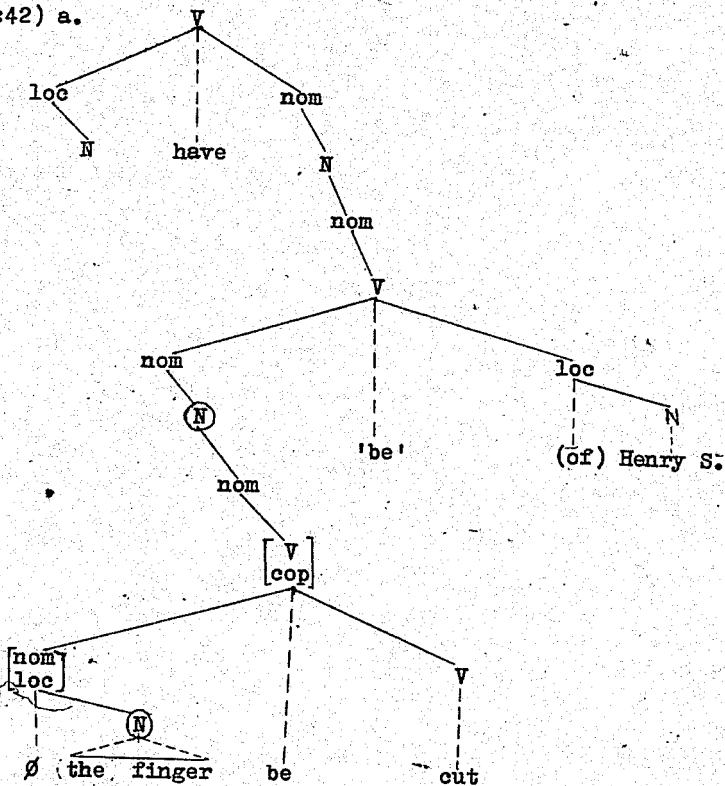 :42) a.
V
loc
nom
N
have
N
nom
V
nom
loc
N
'be'
N
(of) Henry S.
nom
[V
cop]
[nom
loc]
V
N
Ø (the finger be cut